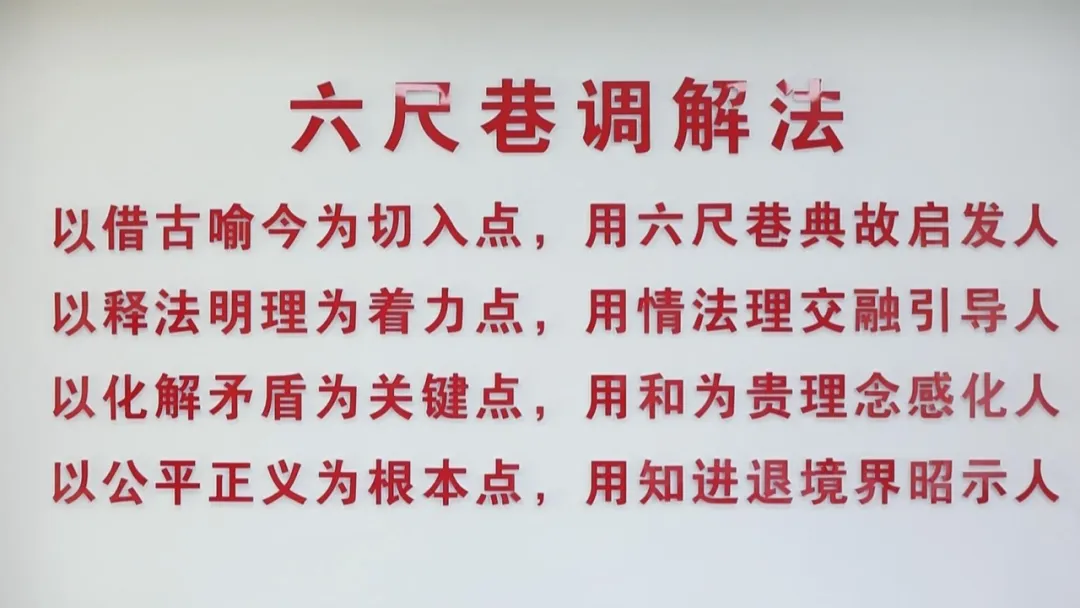 六尺巷调解法
以借古喻今为切入点，用六尺巷典故启发人
以释法明理为着力点，用情法理交融引导人
以化解矛盾为关键点，用和为贵理念感化人
以公平正义为根本点，用知进退境界昭示人